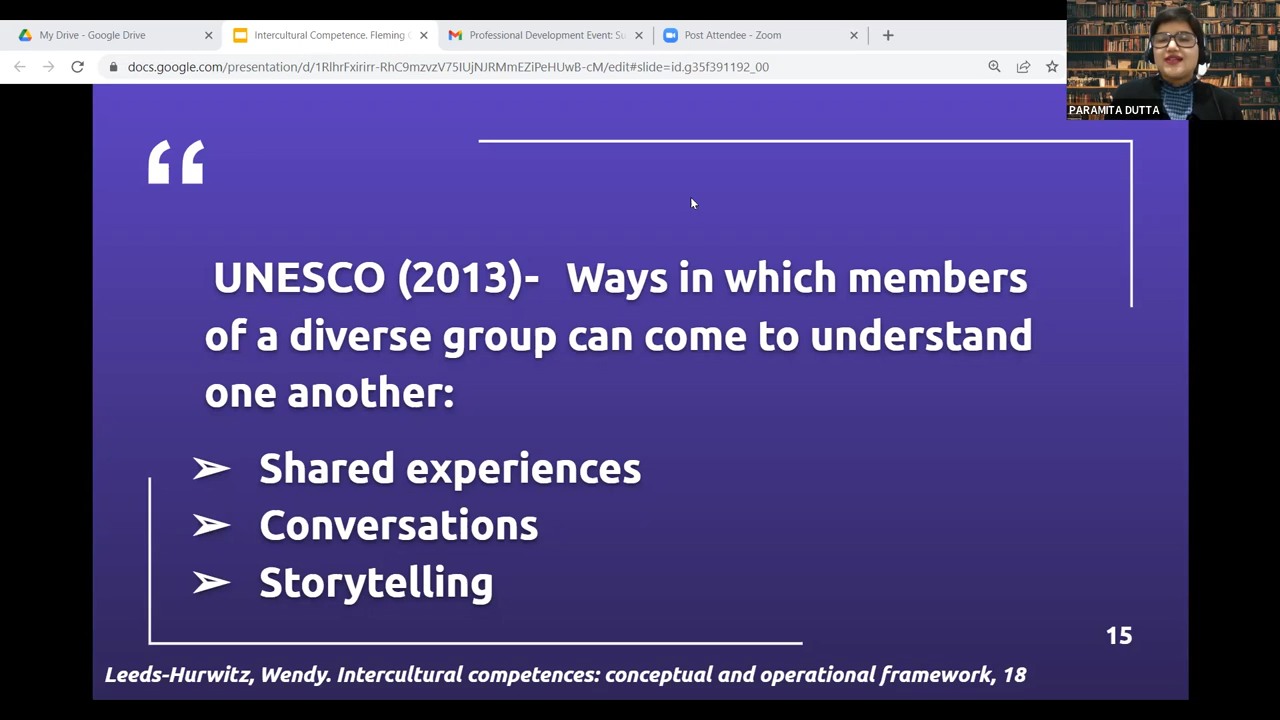 My Drive - Google Drive
Intercultural Competence. Fleming C
Professional Development Event: Su
Post Attendee - Zoom
docs.google.com/presentation/d/1RlhrFxirirr-RhC9mzvzV75IUjNJRMmEZiPeHUwB-cM/edit#slide=id.g35f391192_00
PARAMITA DUTTA
“
UNESCO (2013)- Ways in which members
of a diverse group can come to understand
one another:
➢ Shared experiences
➢ Conversations
➢ Storytelling
15
Leeds-Hurwitz, Wendy. Intercultural competences: conceptual and operational framework, 18